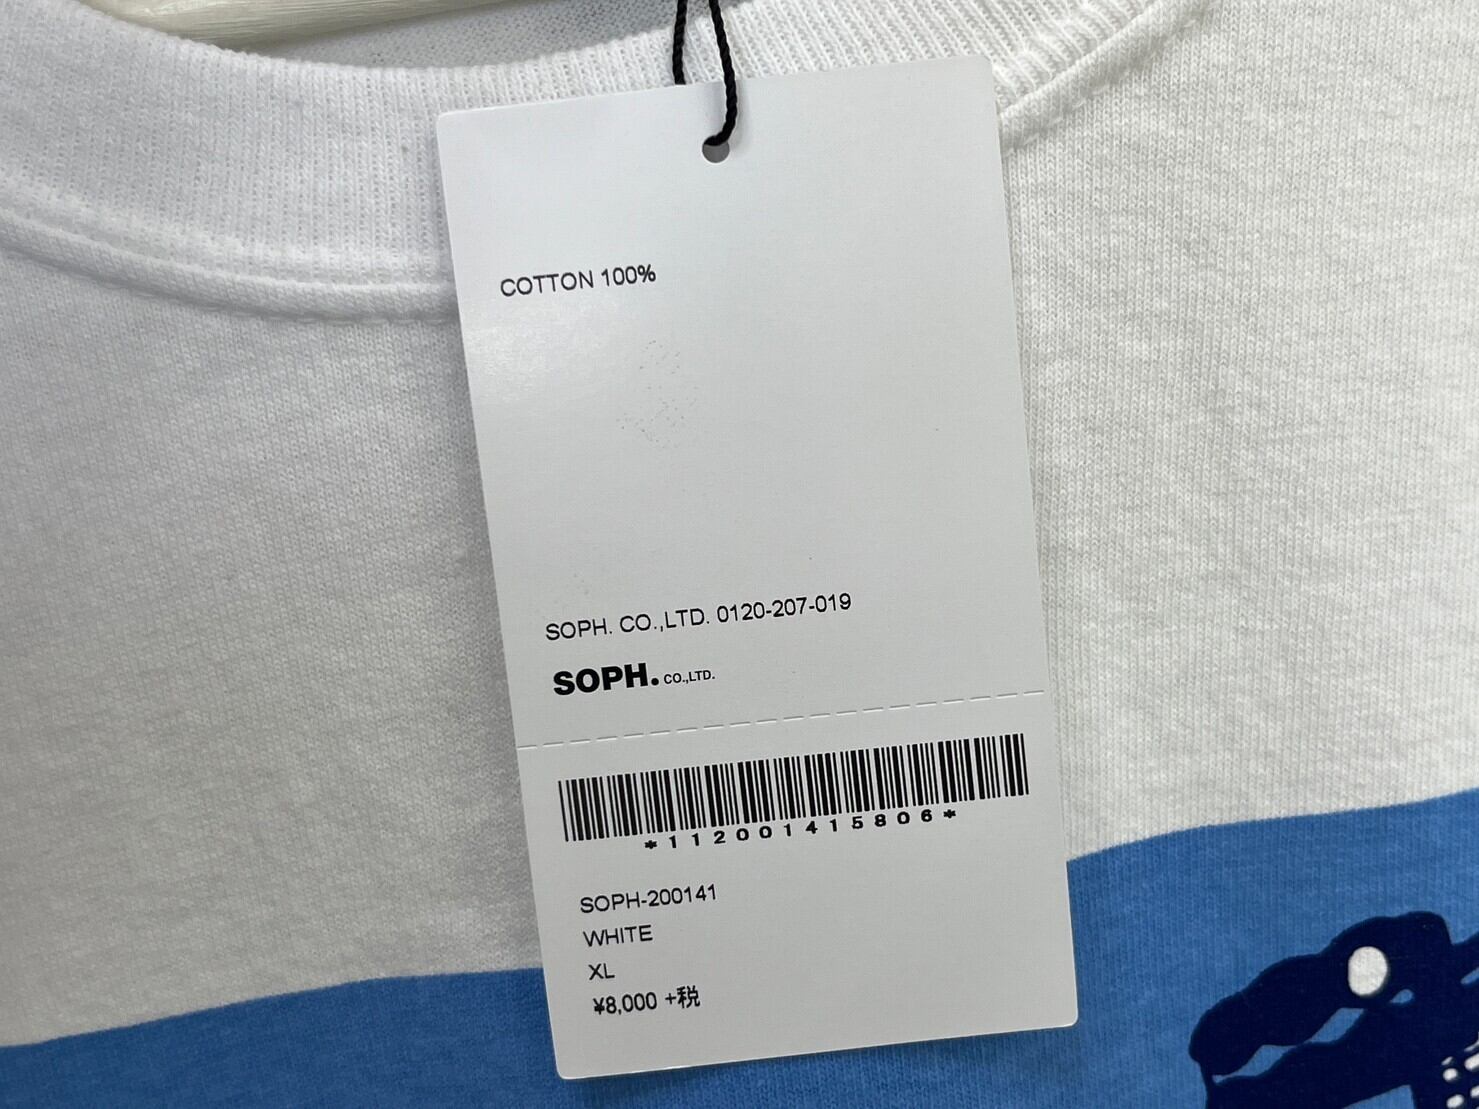 COTTON 100%
SOPH. CO.,LTD. 0120-207-019
SOPH. CO.,LTD.
*112001415806*
SOPH-200141
WHITE
XL
¥8,000 +税